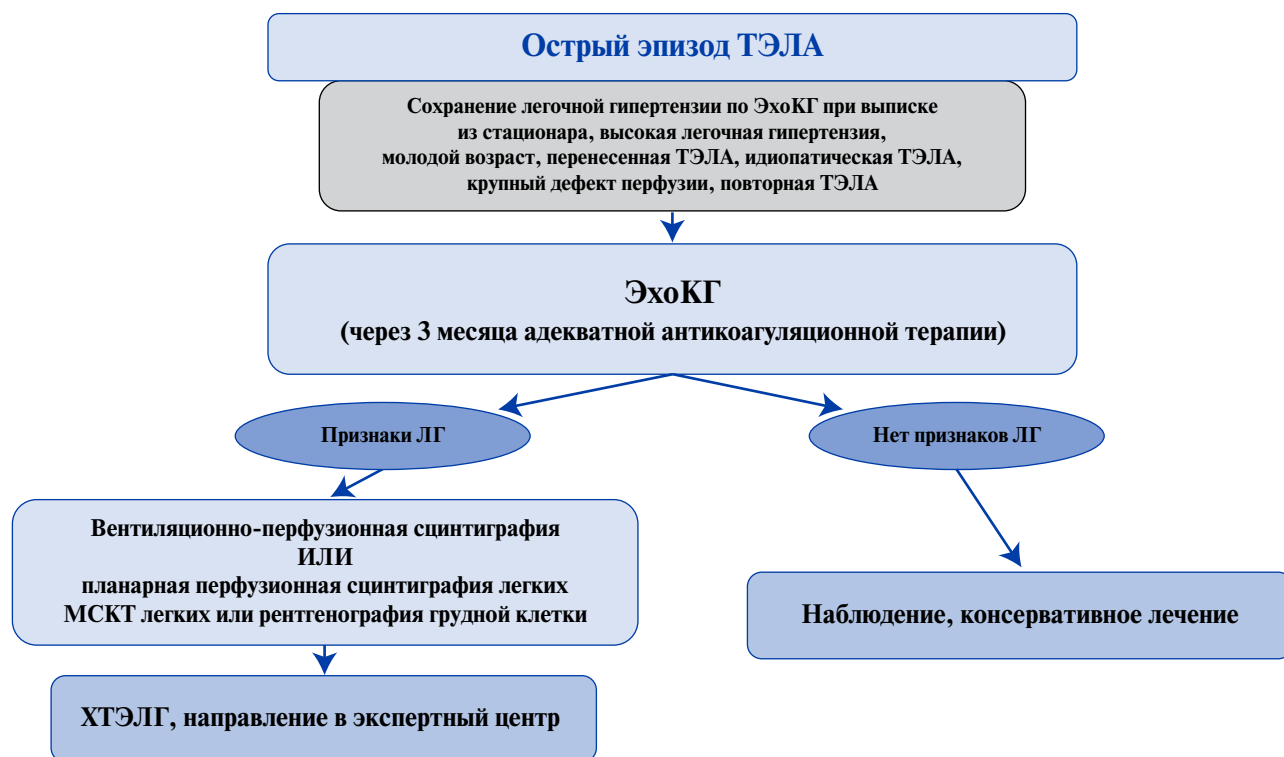 Острый эпизод ТЭЛА
Сохранение легочной гипертензии по ЭхоКГ при выписке
из стационара, высокая легочная гипертензия,
молодой возраст, перенесенная ТЭЛА, идиопатическая ТЭЛА,
крупный дефект перфузии, повторная ТЭЛА
ЭхоКГ
(через 3 месяца адекватной антикоагуляционной терапии)
Признаки ЛГ
Нет признаков ЛГ
Вентиляционно-перфузионная сцинтиграфия
ИЛИ
планарная перфузионная сцинтиграфия легких
МСКТ легких или рентгенография грудной клетки
Наблюдение, консервативное лечение
ХТЭЛГ, направление в экспертный центр